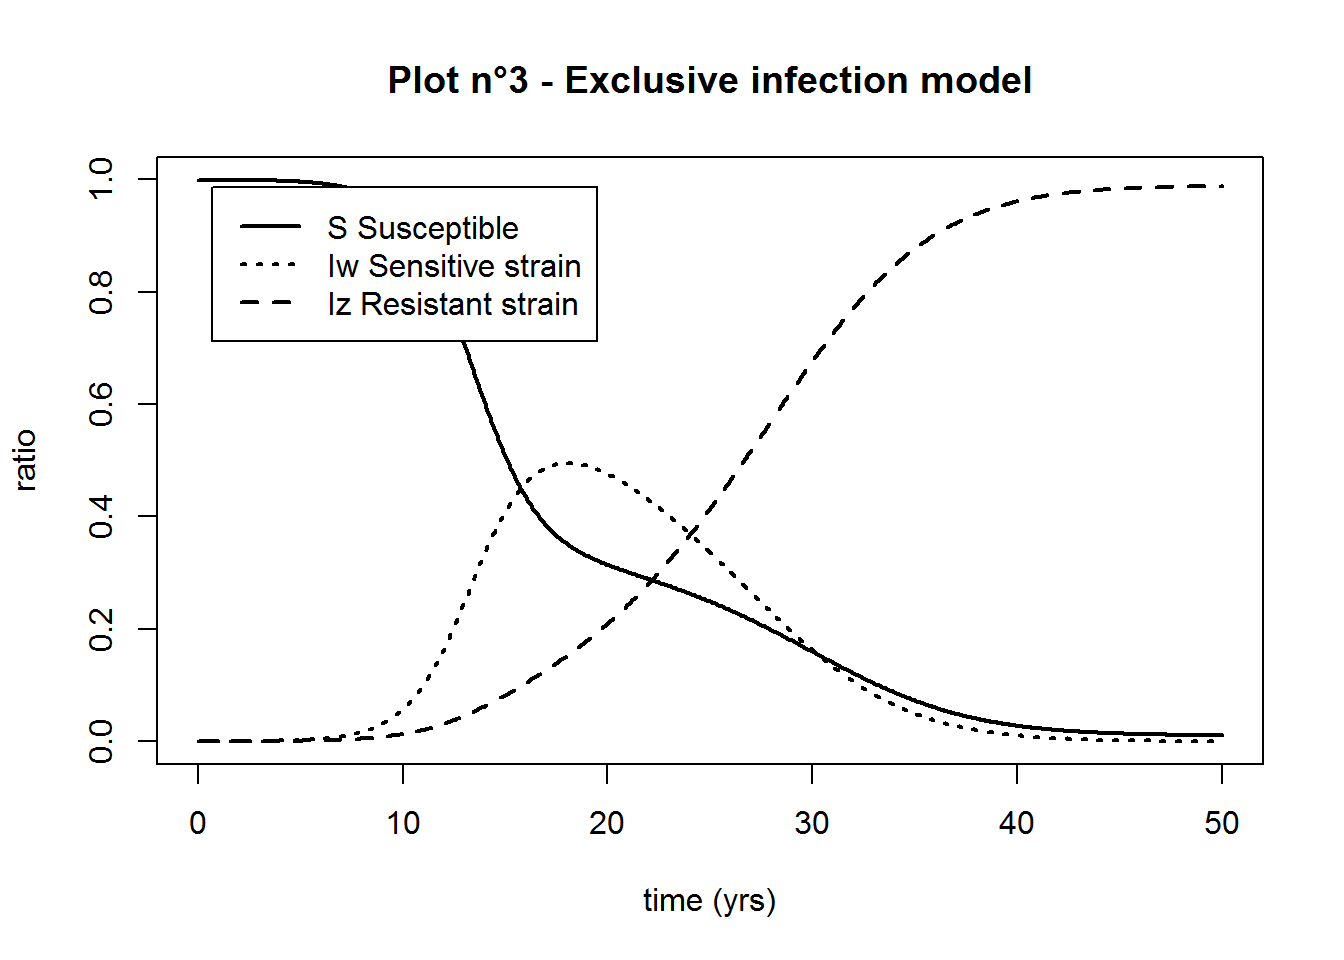 Plot n°3 - Exclusive infection model
1.0
0.8
0.6
0.4
0.2
0.0
ratio
S Susceptible
Iw Sensitive strain
Iz Resistant strain
0 10 20 30 40 50
time (yrs)